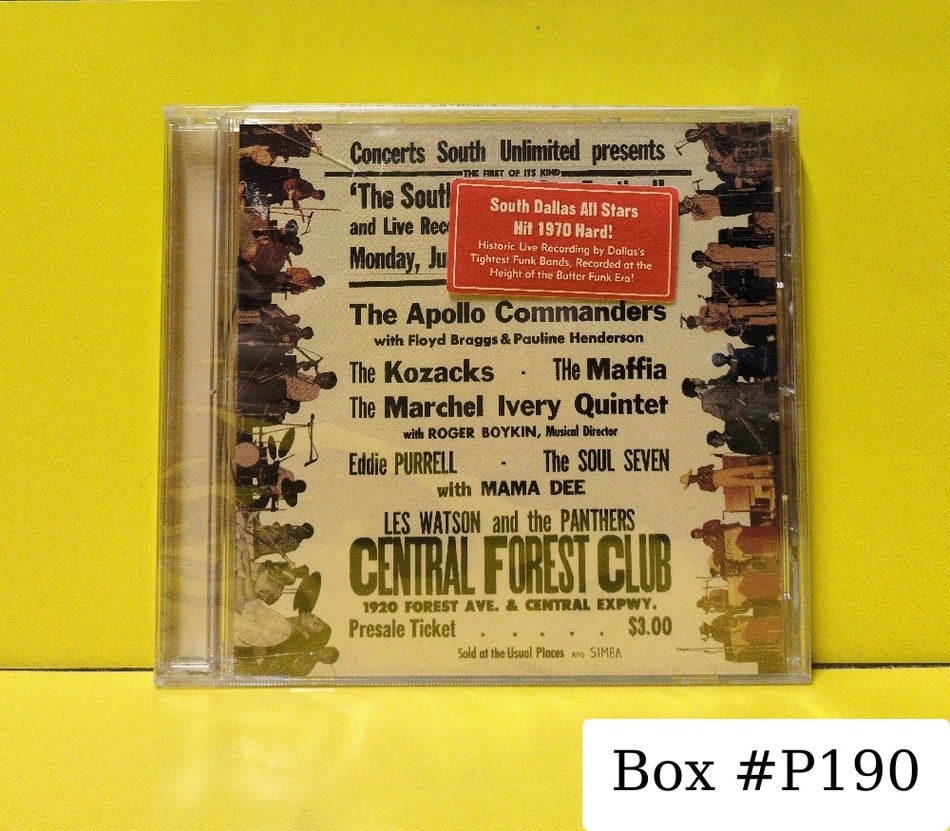 Concerts South Unlimited presents
THE FIRST OF ITS KIND
'The South
and Live
Monday,
South Dallas All Stars
Hit 1970 Hard!
Historic Live Recording by Dallas's
Tightest Funk Bands, Recorded at the
Height of the Butter Funk Era!
The Apollo Commanders
with Floyd Braggs & Pauline Henderson
The Kozacks · THe Maffia
The Marchel Ivery Quintet
with ROGER BOYKIN, Musical Director
Eddie PURRELL - The SOUL SEVEN
with MAMA DEE
LES WATSON and the PANTHERS
CENTRAL FOREST CLUB
1920 FOREST AVE. & CENTRAL EXPWY.
Presale Ticket . . . . . $3.00
Sold at the Usual Places AND SIMBA
Box #P190